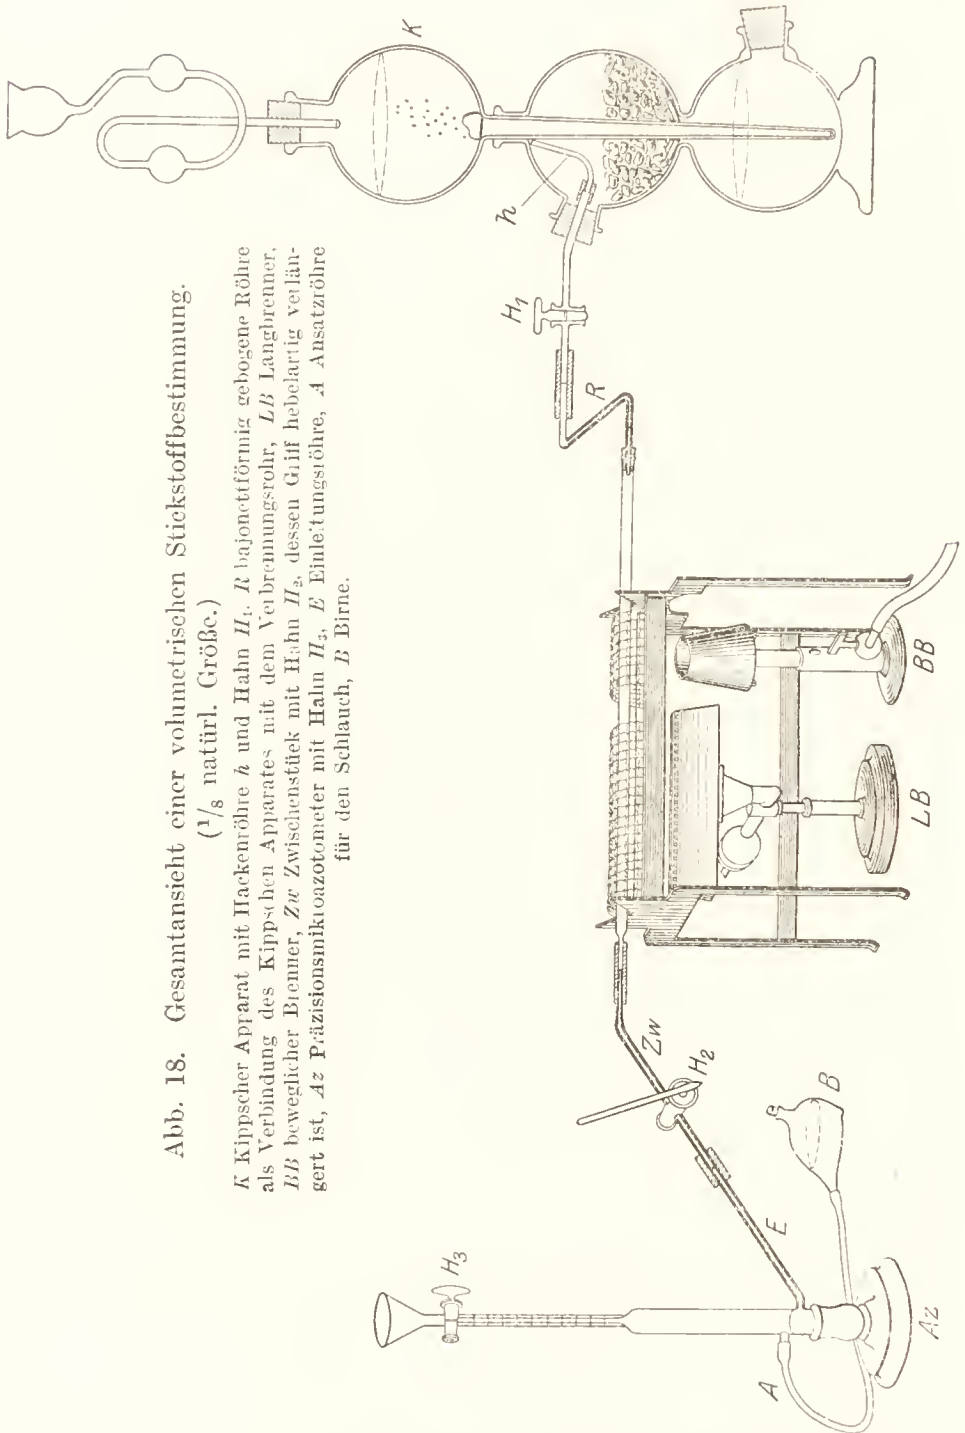 Abb. 18. Gesamtansicht einer volumetrischen Stickstoffbestimmung.
(1/8 natürl. Größe.)
K Kippscher Apparat mit Hackenröhre h und Hahn H₁. R bajonettförmig gebogene Röhre
als Verbindung des Kippschen Apparates mit dem Verbrennungsrohr, LB Langbrenner,
BB beweglicher Brenner, Zw Zwischenstück mit Hahn H₂, dessen Griff hebelartig verlän-
gert ist, Az Präzisionsmikroazotometer mit Hahn H₃, E Einleitungsröhre, A Ansatzröhre
für den Schlauch, B Birne.
K
h
H₁
R
BB
LB
Zw
H₂
B
E
H₃
A
Az